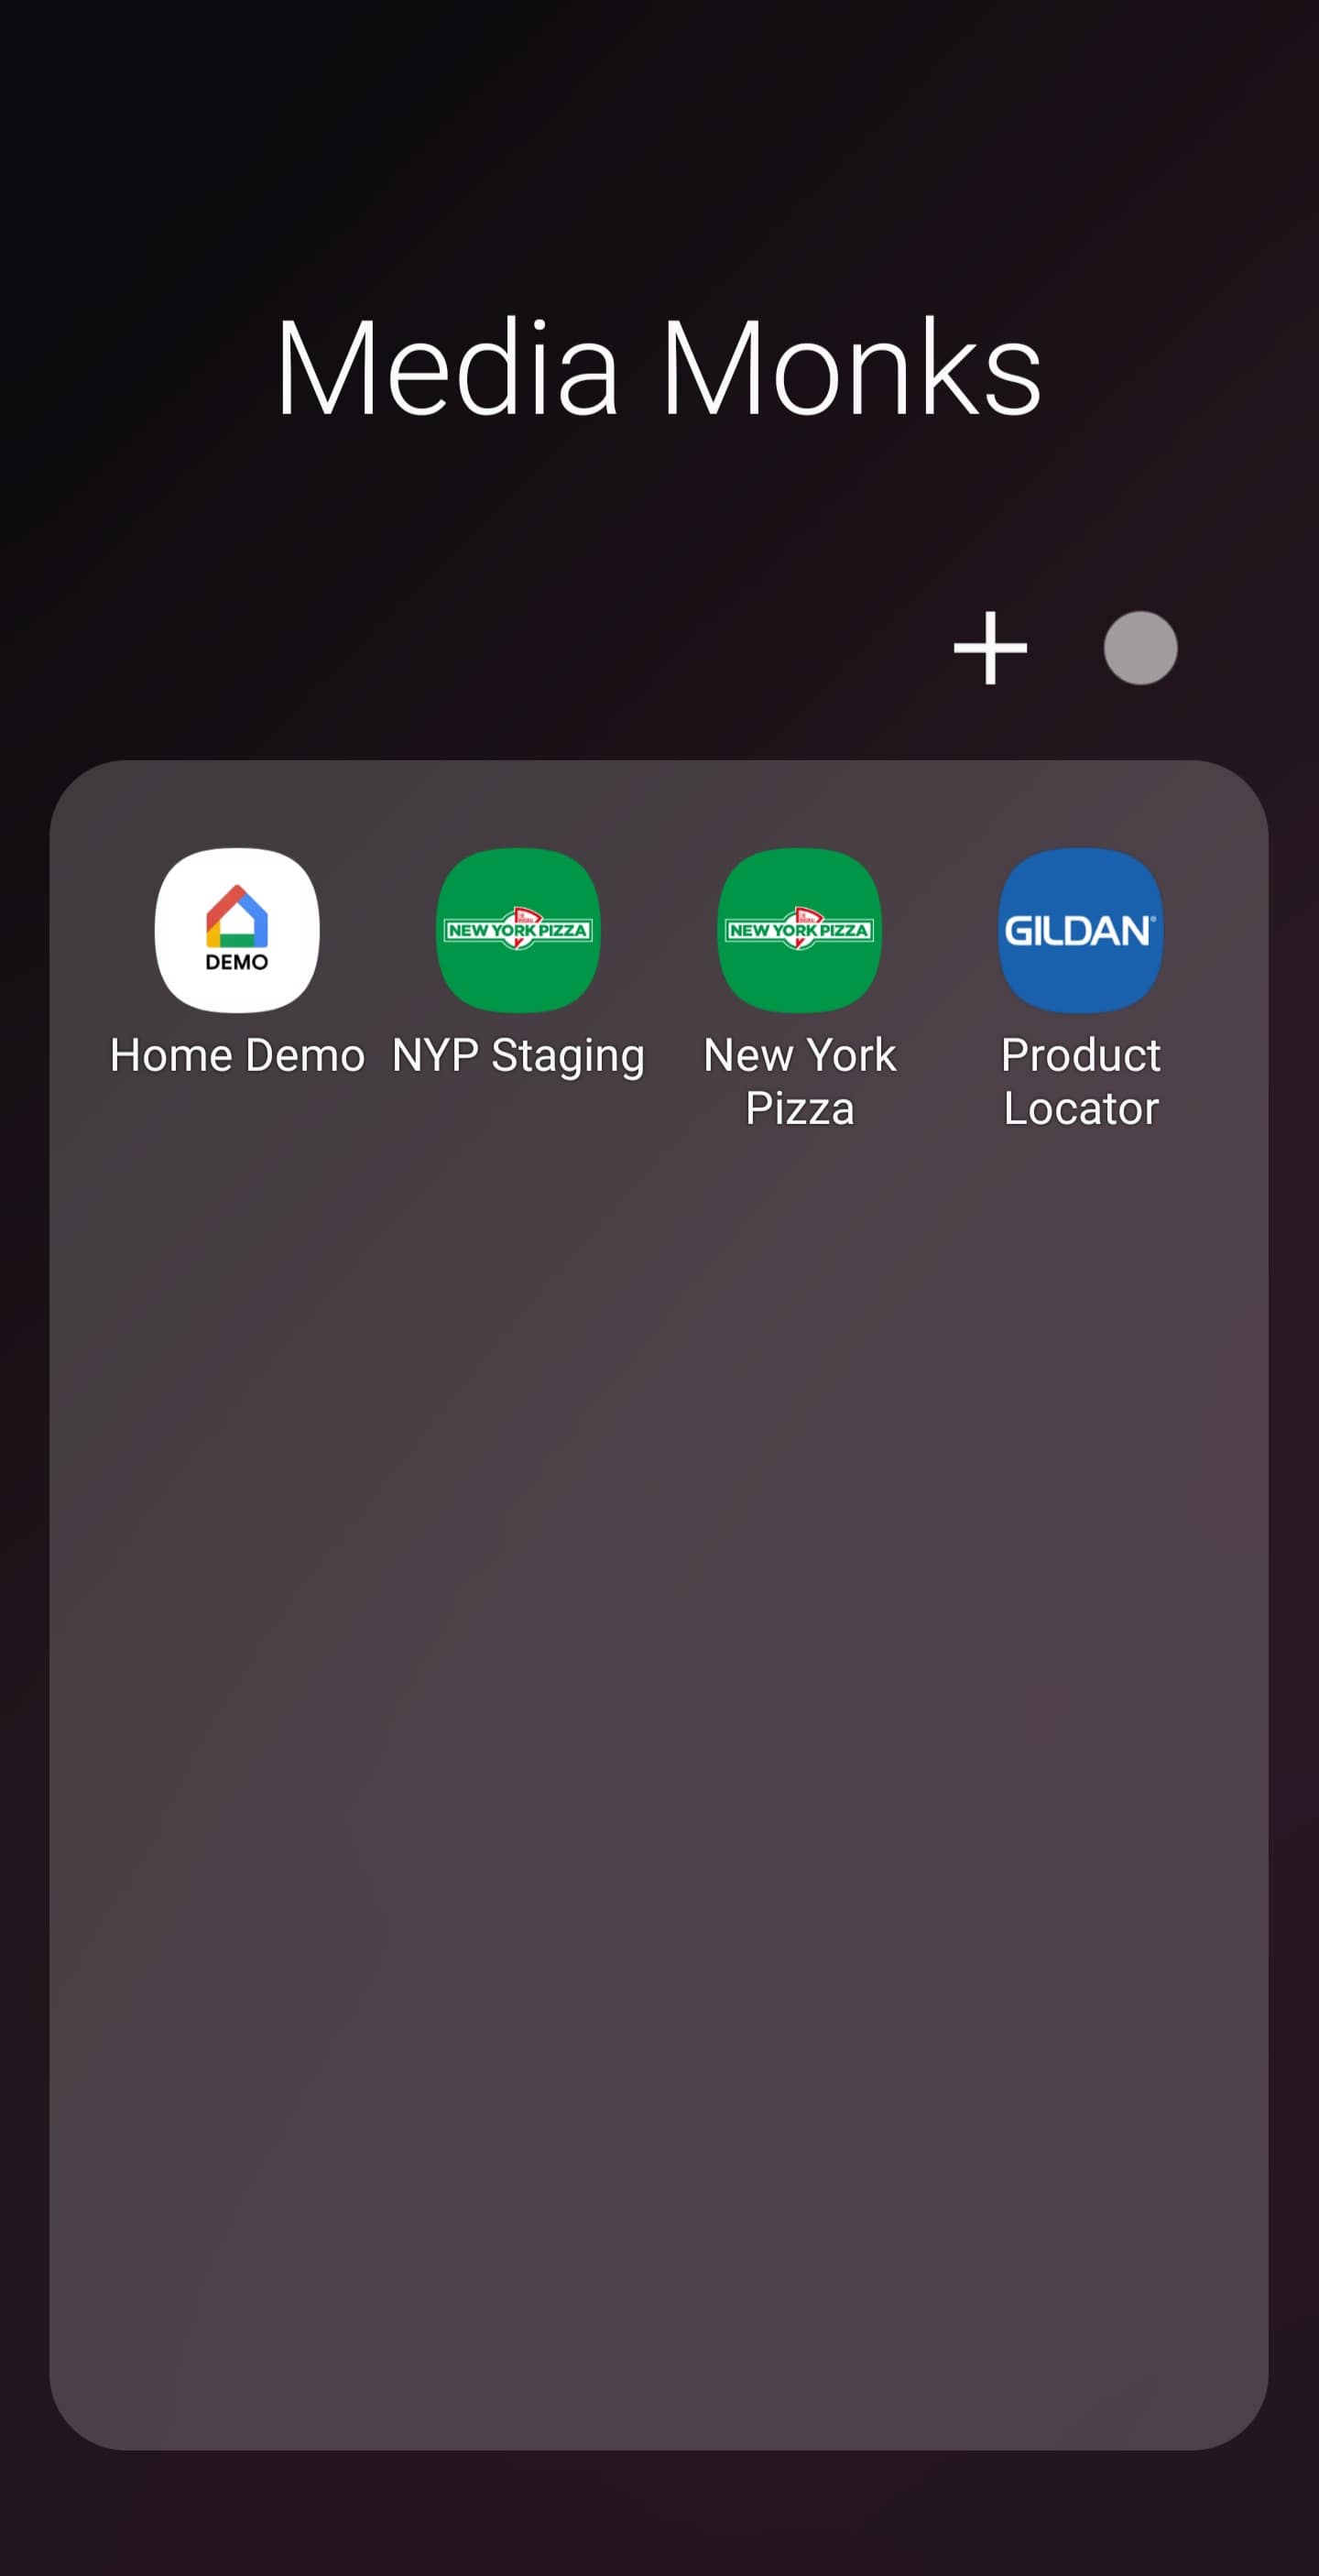 Media Monks
DEMO
NEW YORK PIZZA
NEW YORK PIZZA
GILDAN®
Home Demo
NYP Staging
New York
Pizza
Product
Locator